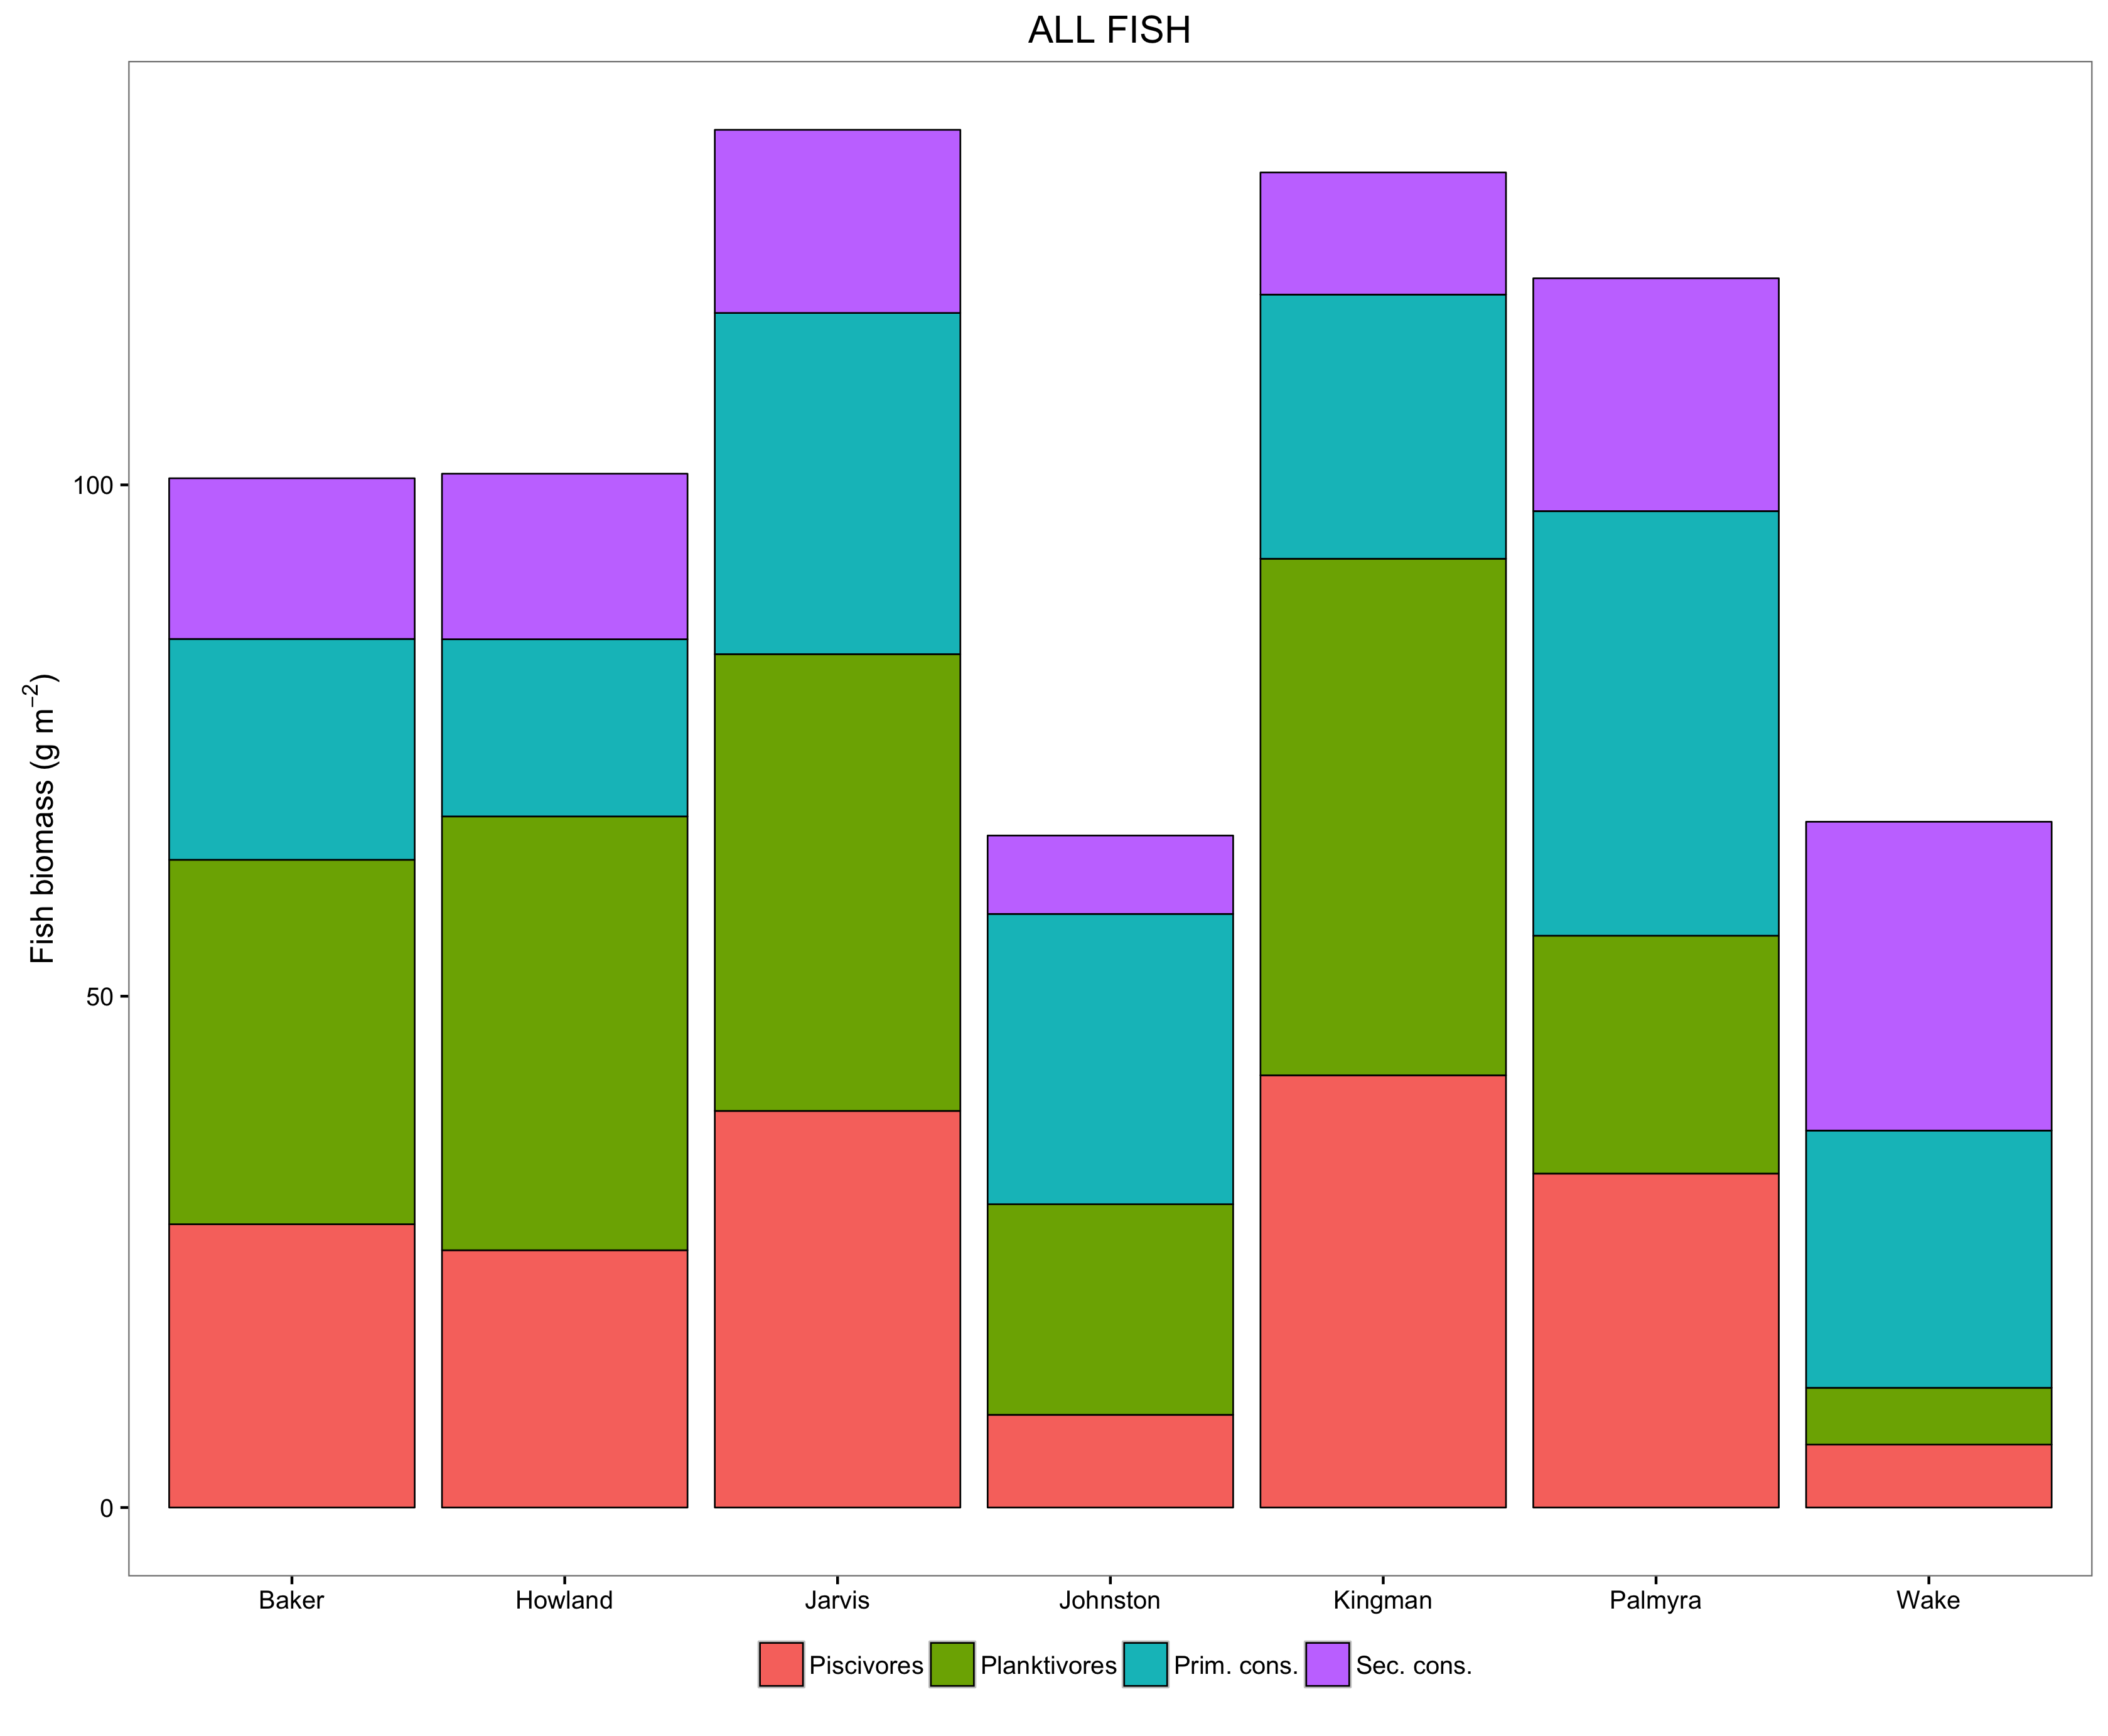 ALL FISH
Fish biomass (g m⁻²)
100
50
0
Baker Howland Jarvis Johnston Kingman Palmyra Wake
Piscivores Planktivores Prim. cons. Sec. cons.